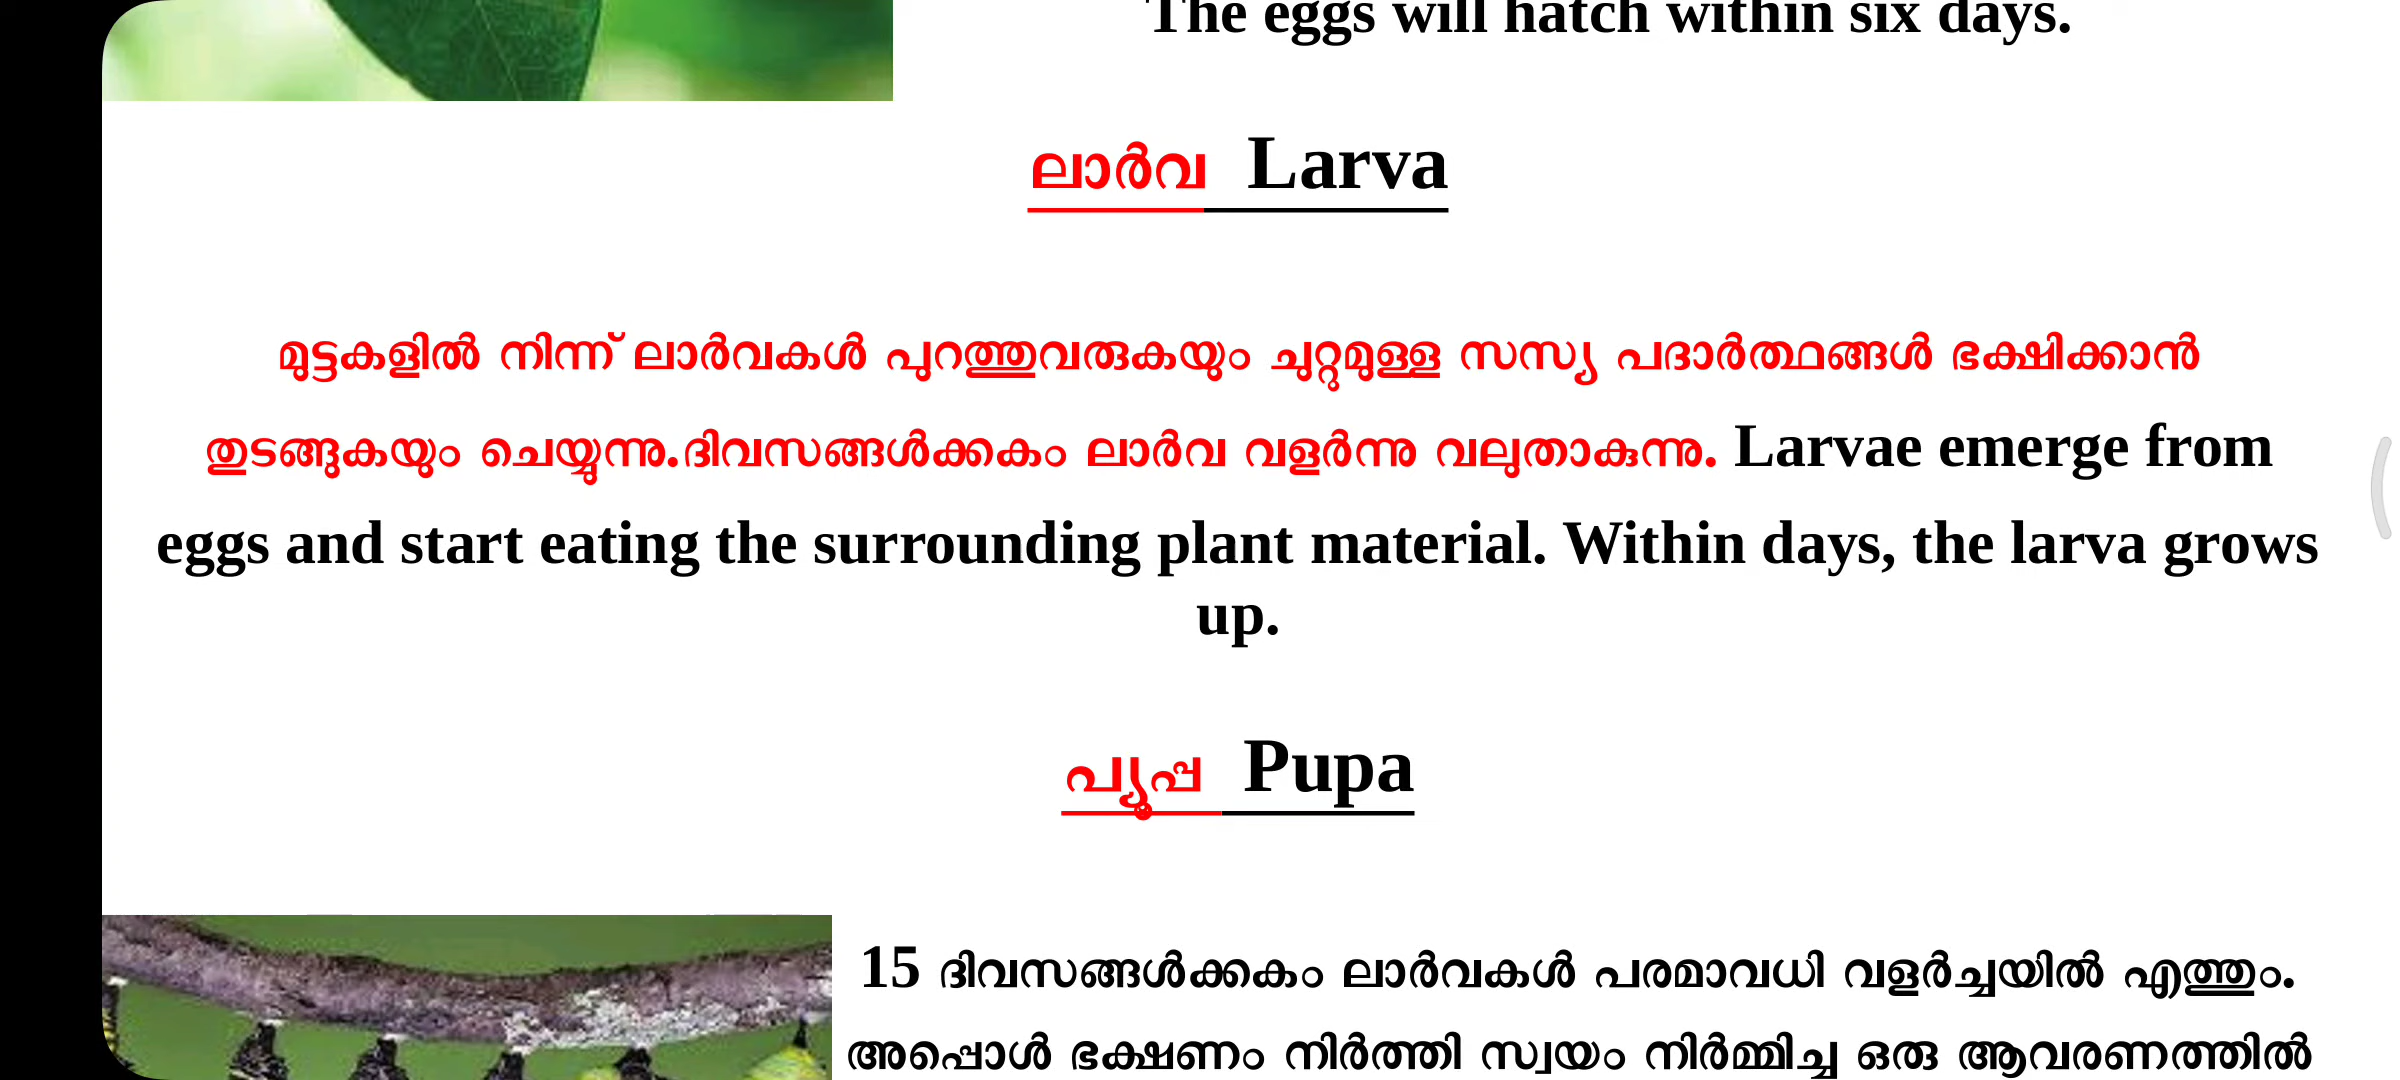 The eggs will hatch within six days.
ലാർവ Larva
മുട്ടകളിൽ നിന്ന് ലാർവകൾ പുറത്തുവരുകയും ചുറ്റുമുള്ള സസ്യ പദാർത്ഥങ്ങൾ ഭക്ഷിക്കാൻ
തുടങ്ങുകയും ചെയ്യുന്നു.ദിവസങ്ങൾക്കകം ലാർവ വളർന്നു വലുതാകുന്നു. Larvae emerge from
eggs and start eating the surrounding plant material. Within days, the larva grows
up.
പ്യൂപ്പ Pupa
15 ദിവസങ്ങൾക്കകം ലാർവകൾ പരമാവധി വളർച്ചയിൽ എത്തും.
അപ്പൊൾ ഭക്ഷണം നിർത്തി സ്വയം നിർമ്മിച്ച ഒരു ആവരണത്തിൽ